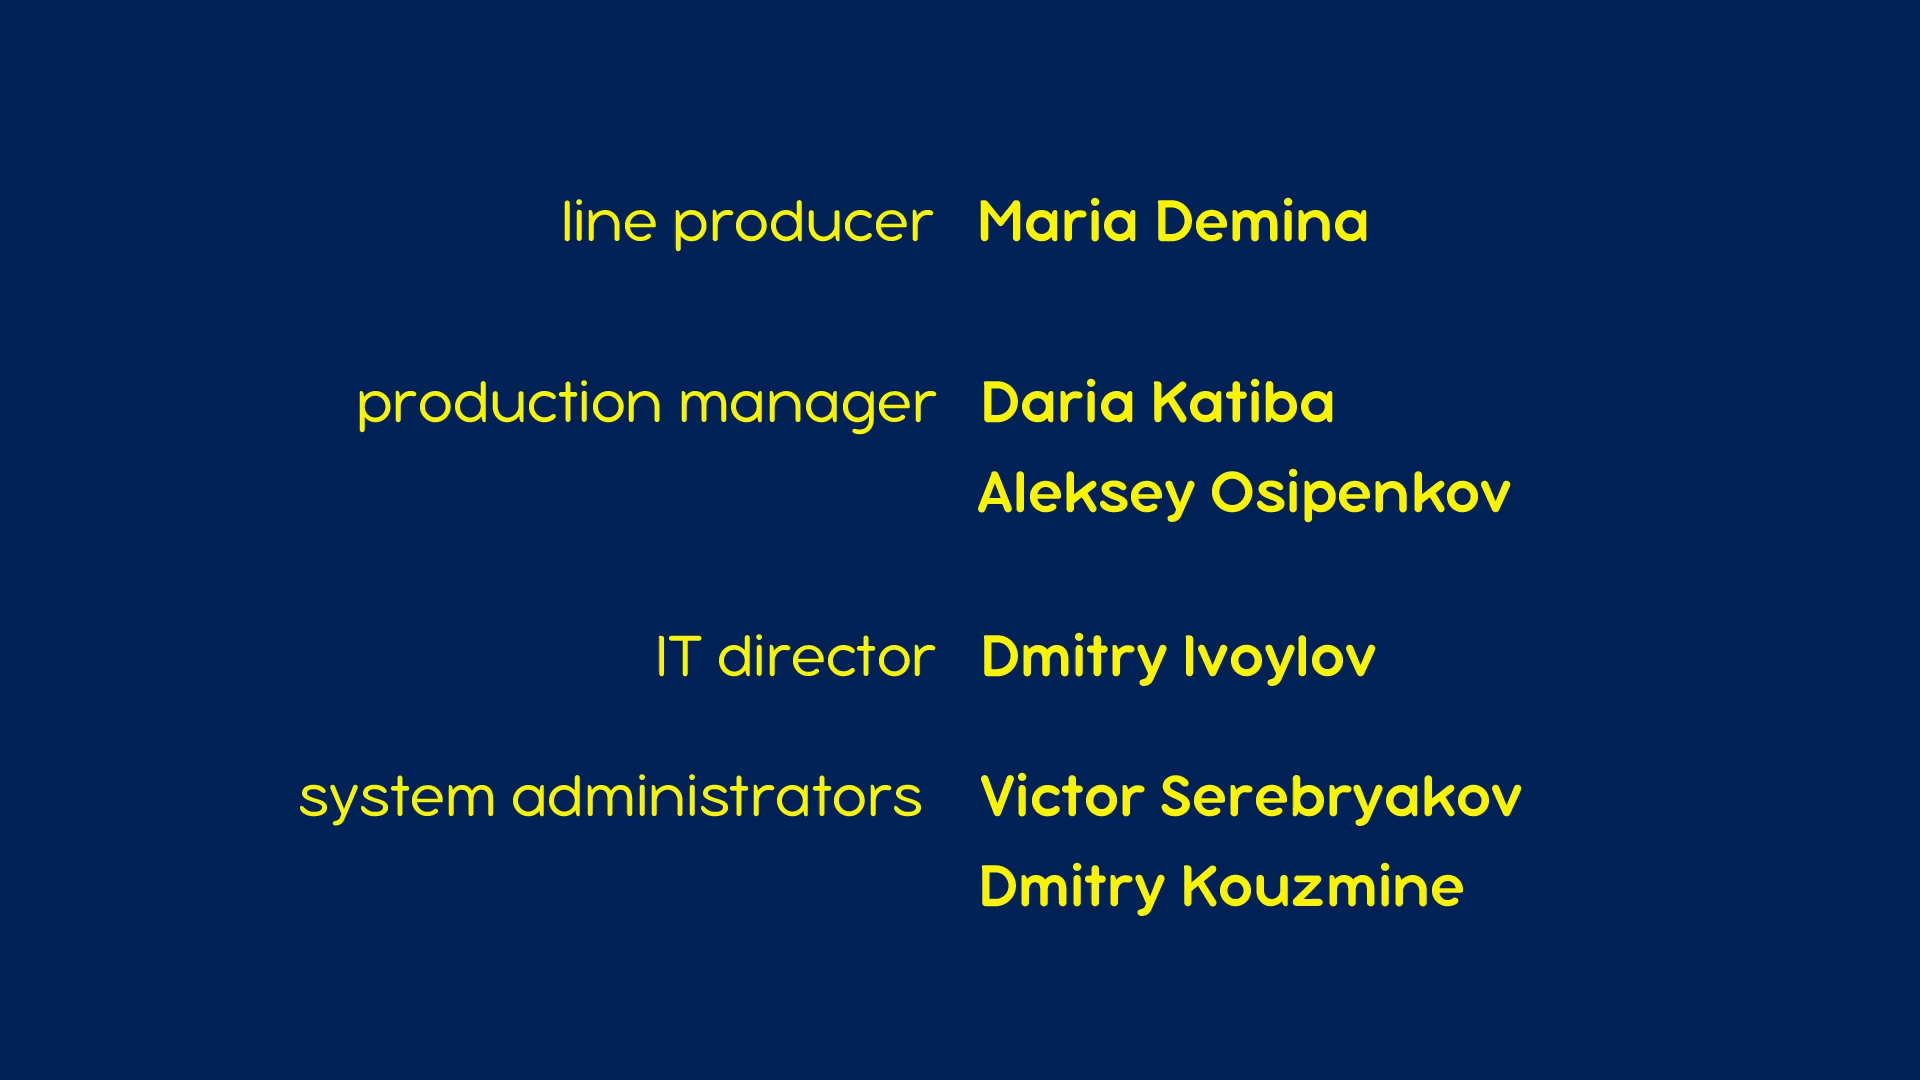 line producer Maria Demina
production manager Daria Katiba
Aleksey Osipenkov
IT director Dmitry Ivoylov
system administrators Victor Serebryakov
Dmitry Kouzmine